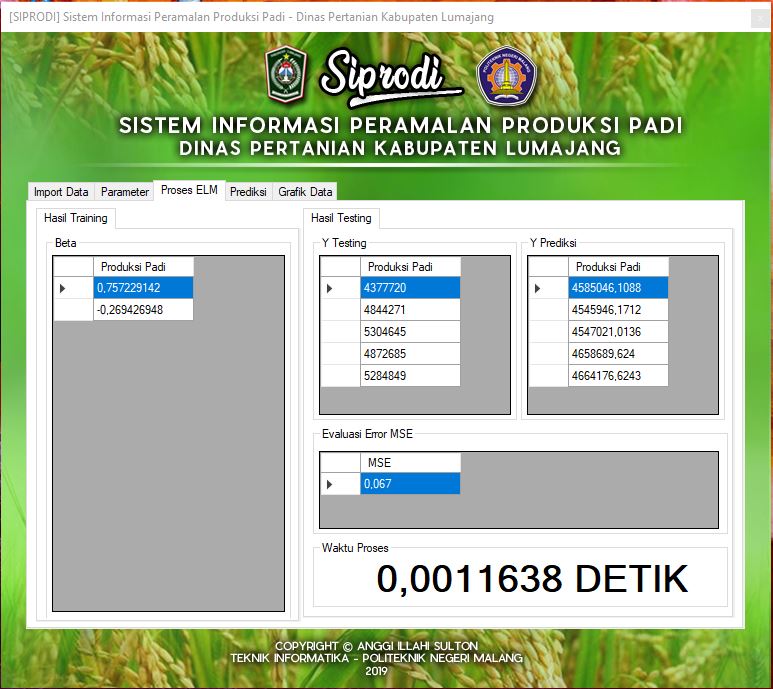 [SIPRODI] Sistem Informasi Peramalan Produksi Padi - Dinas Pertanian Kabupaten Lumajang
x
Siprodi
POLITEKNIK NEGERI MALANG
SISTEM INFORMASI PERAMALAN PRODUKSI PADI
DINAS PERTANIAN KABUPATEN LUMAJANG
Import Data Parameter Proses ELM Prediksi Grafik Data
Hasil Training
Beta
Produksi Padi
0,757229142
-0,269426948
Hasil Testing
Y Testing
Produksi Padi
4377720
4844271
5304645
4872685
5284849
Y Prediksi
Produksi Padi
4585046,1088
4545946,1712
4547021,0136
4658689,624
4664176,6243
Evaluasi Error MSE
MSE
0,067
Waktu Proses
0,0011638 DETIK
COPYRIGHT © ANGGI ILLAHI SULTON
TEKNIK INFORMATIKA - POLITEKNIK NEGERI MALANG
2019